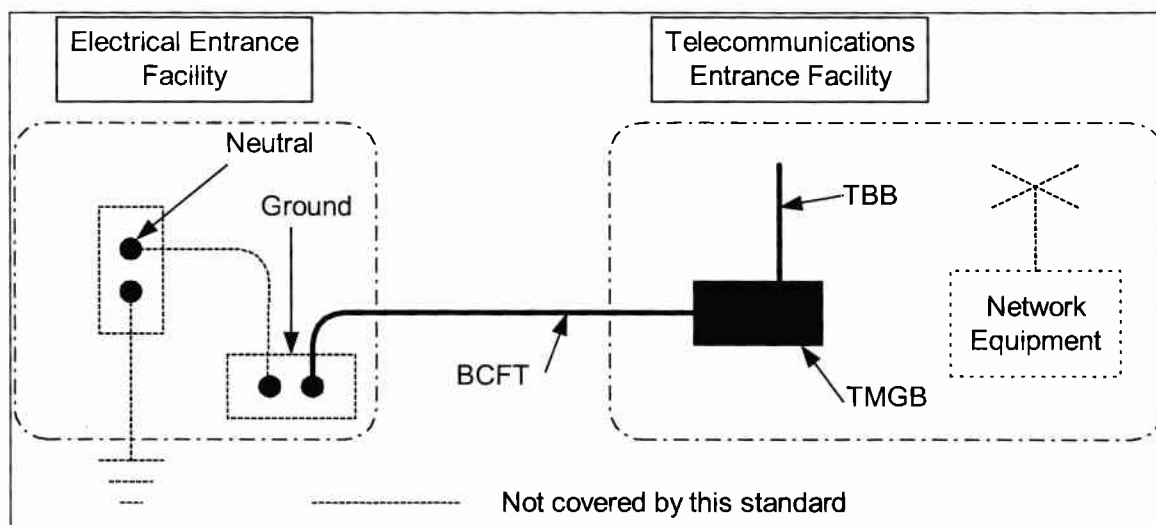 Electrical Entrance
Facility
Telecommunications
Entrance Facility
Neutral
Ground
TBB
Network
Equipment
BCFT
TMGB
Not covered by this standard